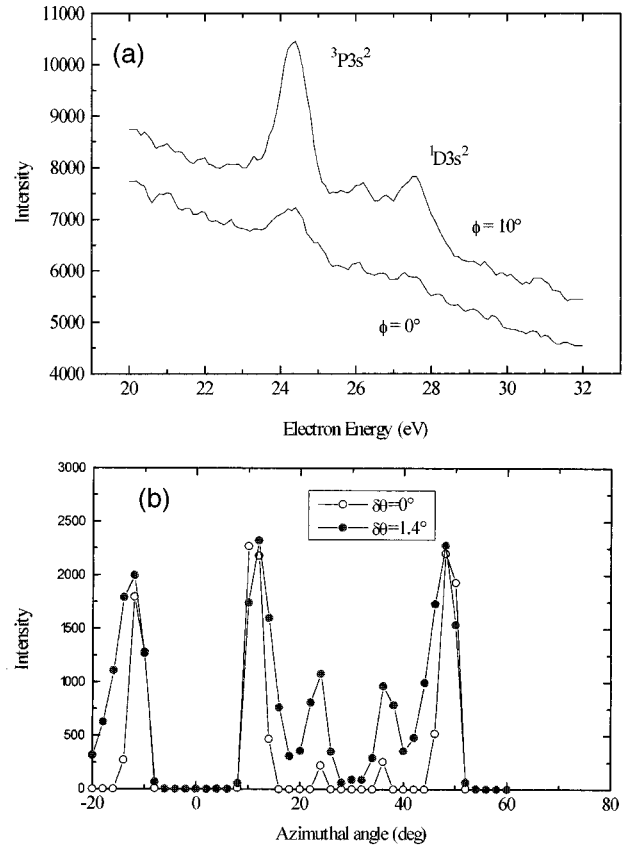 11000
(a)
³P3s²
10000
9000
¹D3s²
8000
Intensity
7000
ϕ = 10°
6000
ϕ = 0°
5000
4000
20 22 24 26 28 30 32
Electron Energy (eV)
3000
(b)
δθ=0°
2500
δθ=1.4°
2000
Intensity
1500
1000
500
0
-20 0 20 40 60 80
Azimuthal angle (deg)